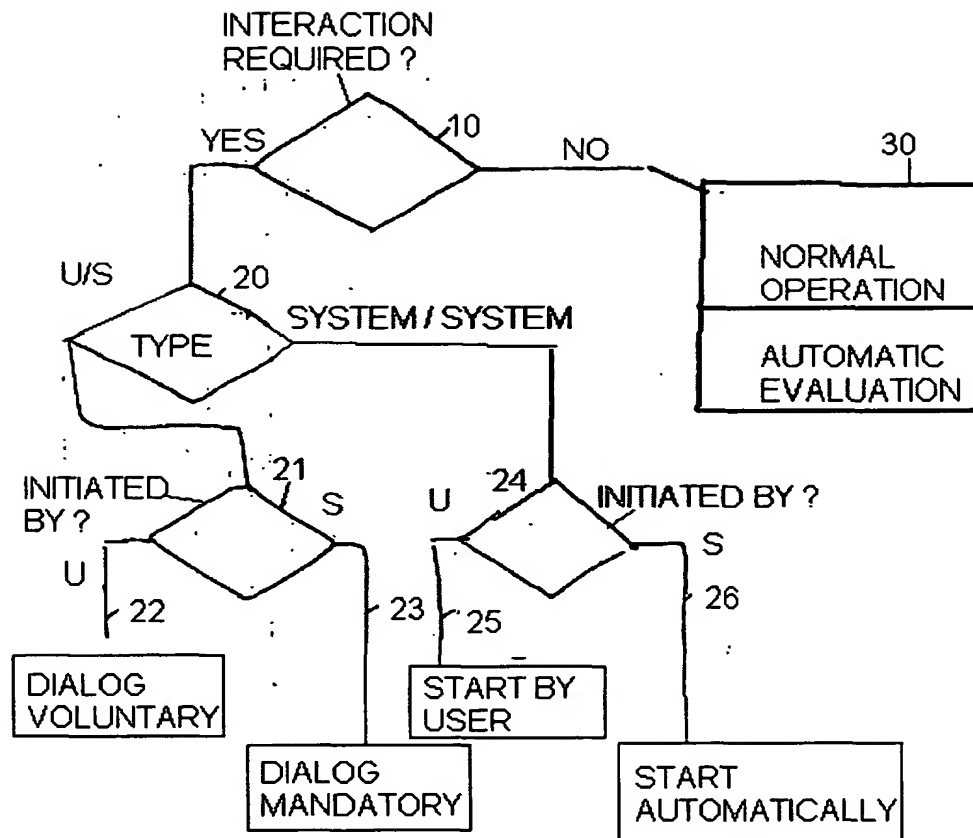 INTERACTION
REQUIRED ?
10
YES
NO
30
NORMAL
OPERATION
AUTOMATIC
EVALUATION
U/S
20
TYPE
SYSTEM / SYSTEM
INITIATED
BY ?
21
S
U
24
INITIATED BY ?
S
U
22
23
25
26
DIALOG
VOLUNTARY
START BY
USER
DIALOG
MANDATORY
START
AUTOMATICALLY